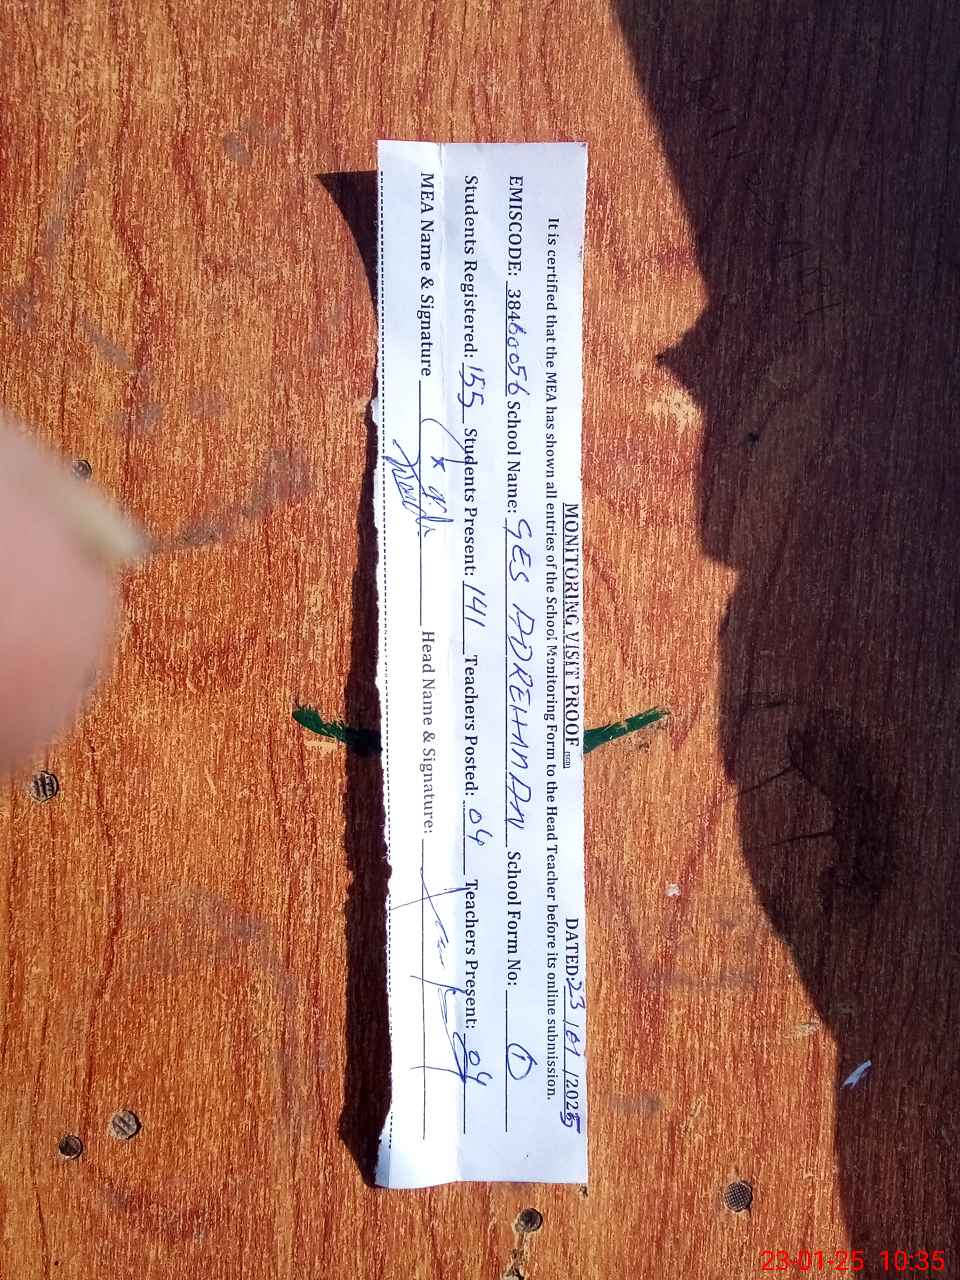 MONITORING VISIT PROOF DATED: 23/01/2025
It is certified that the MEA has shown all entries of the School Monitoring Form to the Head Teacher before its online submission.
EMISCODE: 38460056 School Name: GES ADREHMAN School Form No: 1
Students Registered: 155 Students Present: 141 Teachers Posted: 04 Teachers Present: 04
MEA Name & Signature Head Name & Signature:
23-01-25 10:35